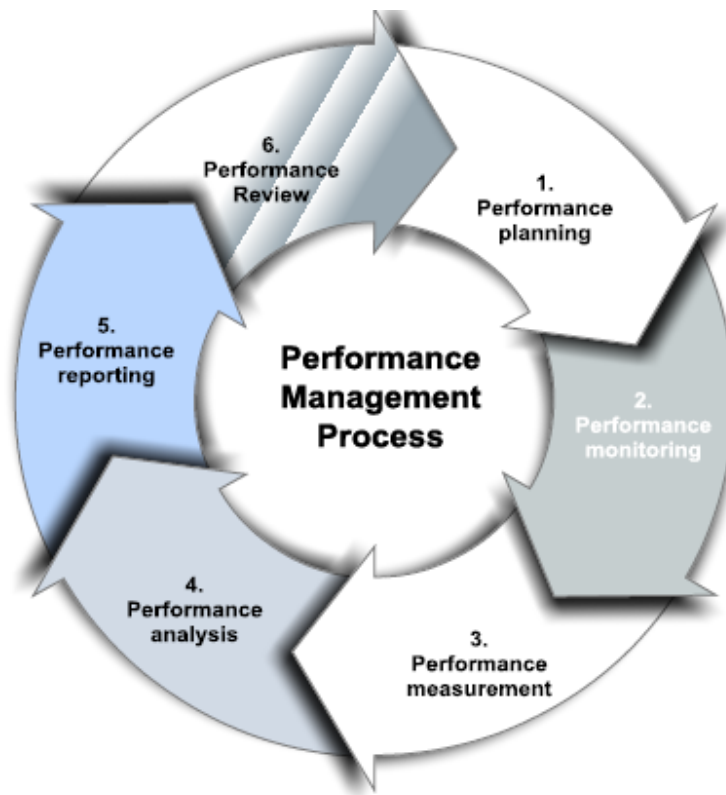 Performance
Management
Process
1.
Performance
planning
2.
Performance
monitoring
3.
Performance
measurement
4.
Performance
analysis
5.
Performance
reporting
6.
Performance
Review